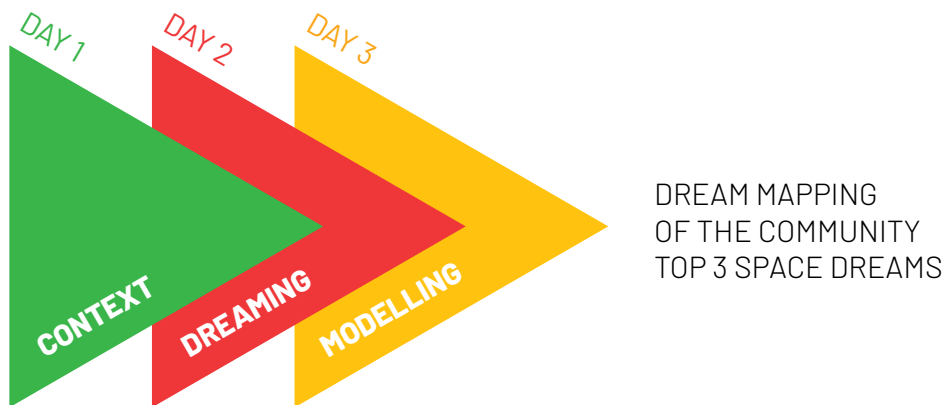 DAY 1
DAY 2
DAY 3
CONTEXT
DREAMING
MODELLING
DREAM MAPPING
OF THE COMMUNITY
TOP 3 SPACE DREAMS